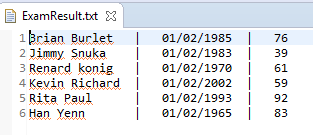 ExamResult.txt
1 Brian Burlet | 01/02/1985 | 76
2 Jimmy Snuka | 01/02/1983 | 39
3 Renard konig | 01/02/1970 | 61
4 Kevin Richard | 01/02/2002 | 59
5 Rita Paul | 01/02/1993 | 92
6 Han Yenn | 01/02/1965 | 83